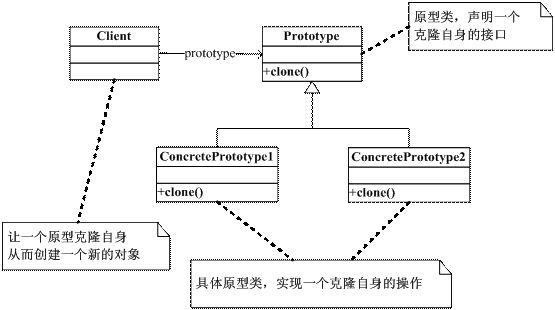 Client
prototype
Prototype
+clone()
原型类，声明一个
克隆自身的接口
ConcretePrototype1
+clone()
ConcretePrototype2
+clone()
让一个原型克隆自身
从而创建一个新的对象
具体原型类，实现一个克隆自身的操作